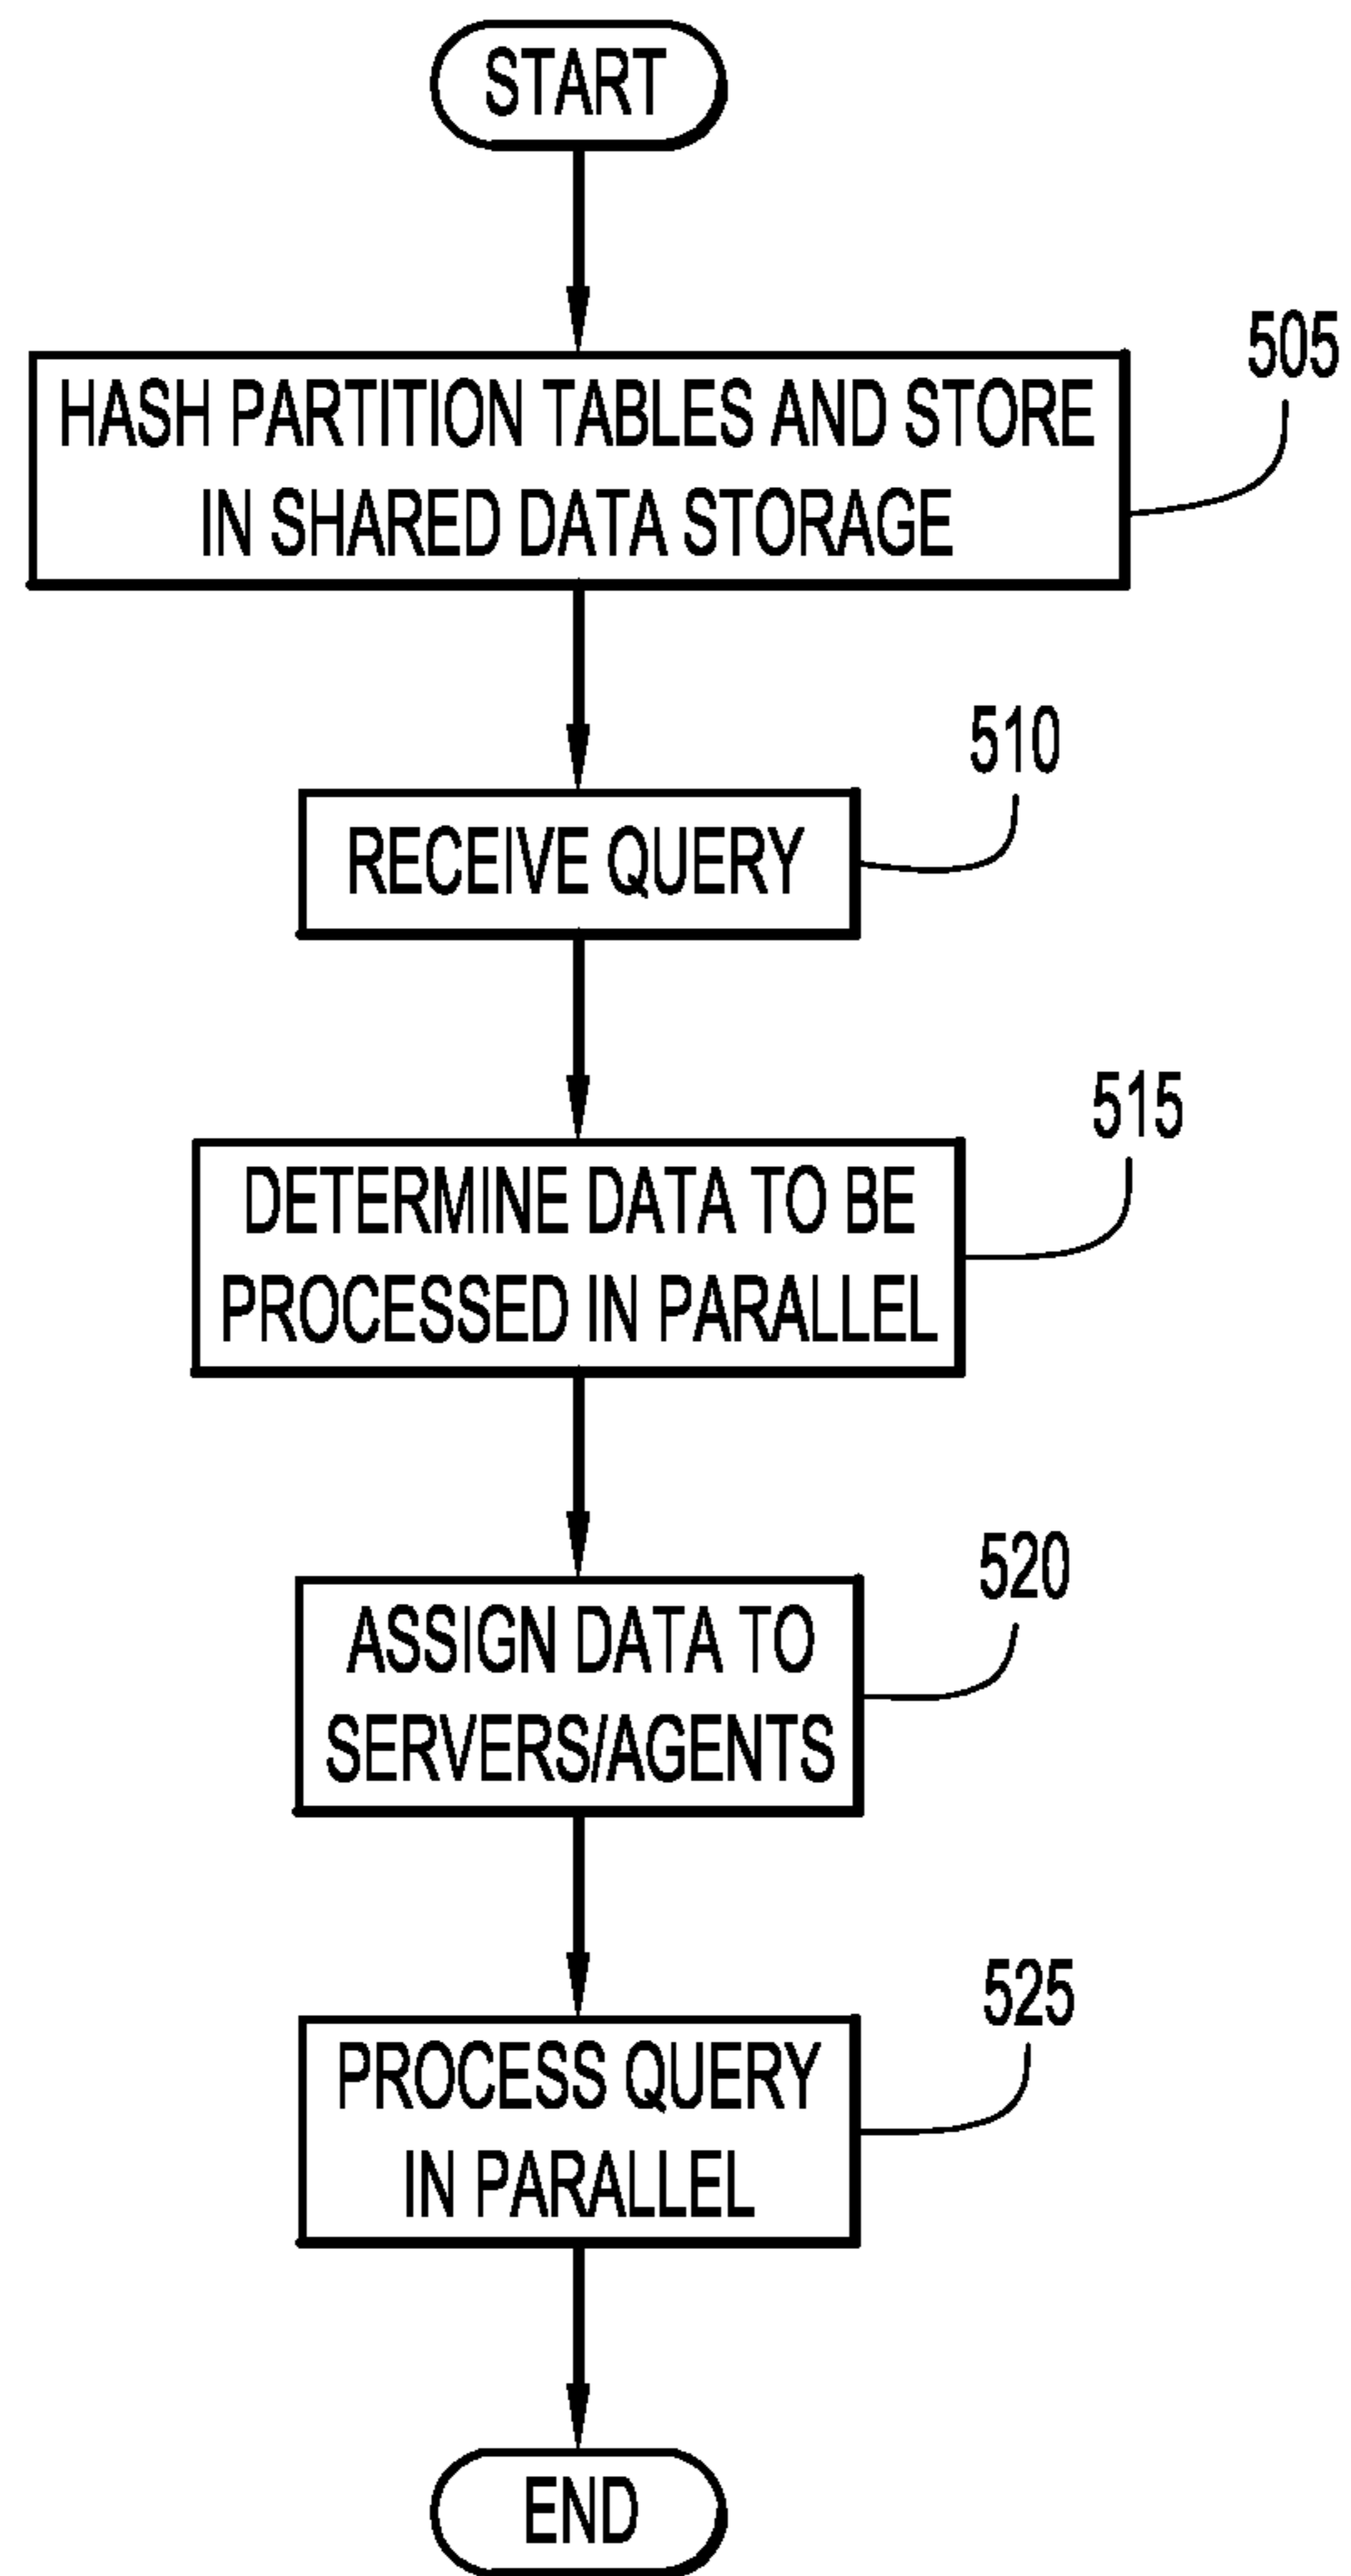 START
505
HASH PARTITION TABLES AND STORE
IN SHARED DATA STORAGE
510
RECEIVE QUERY
515
DETERMINE DATA TO BE
PROCESSED IN PARALLEL
520
ASSIGN DATA TO
SERVERS/AGENTS
525
PROCESS QUERY
IN PARALLEL
END